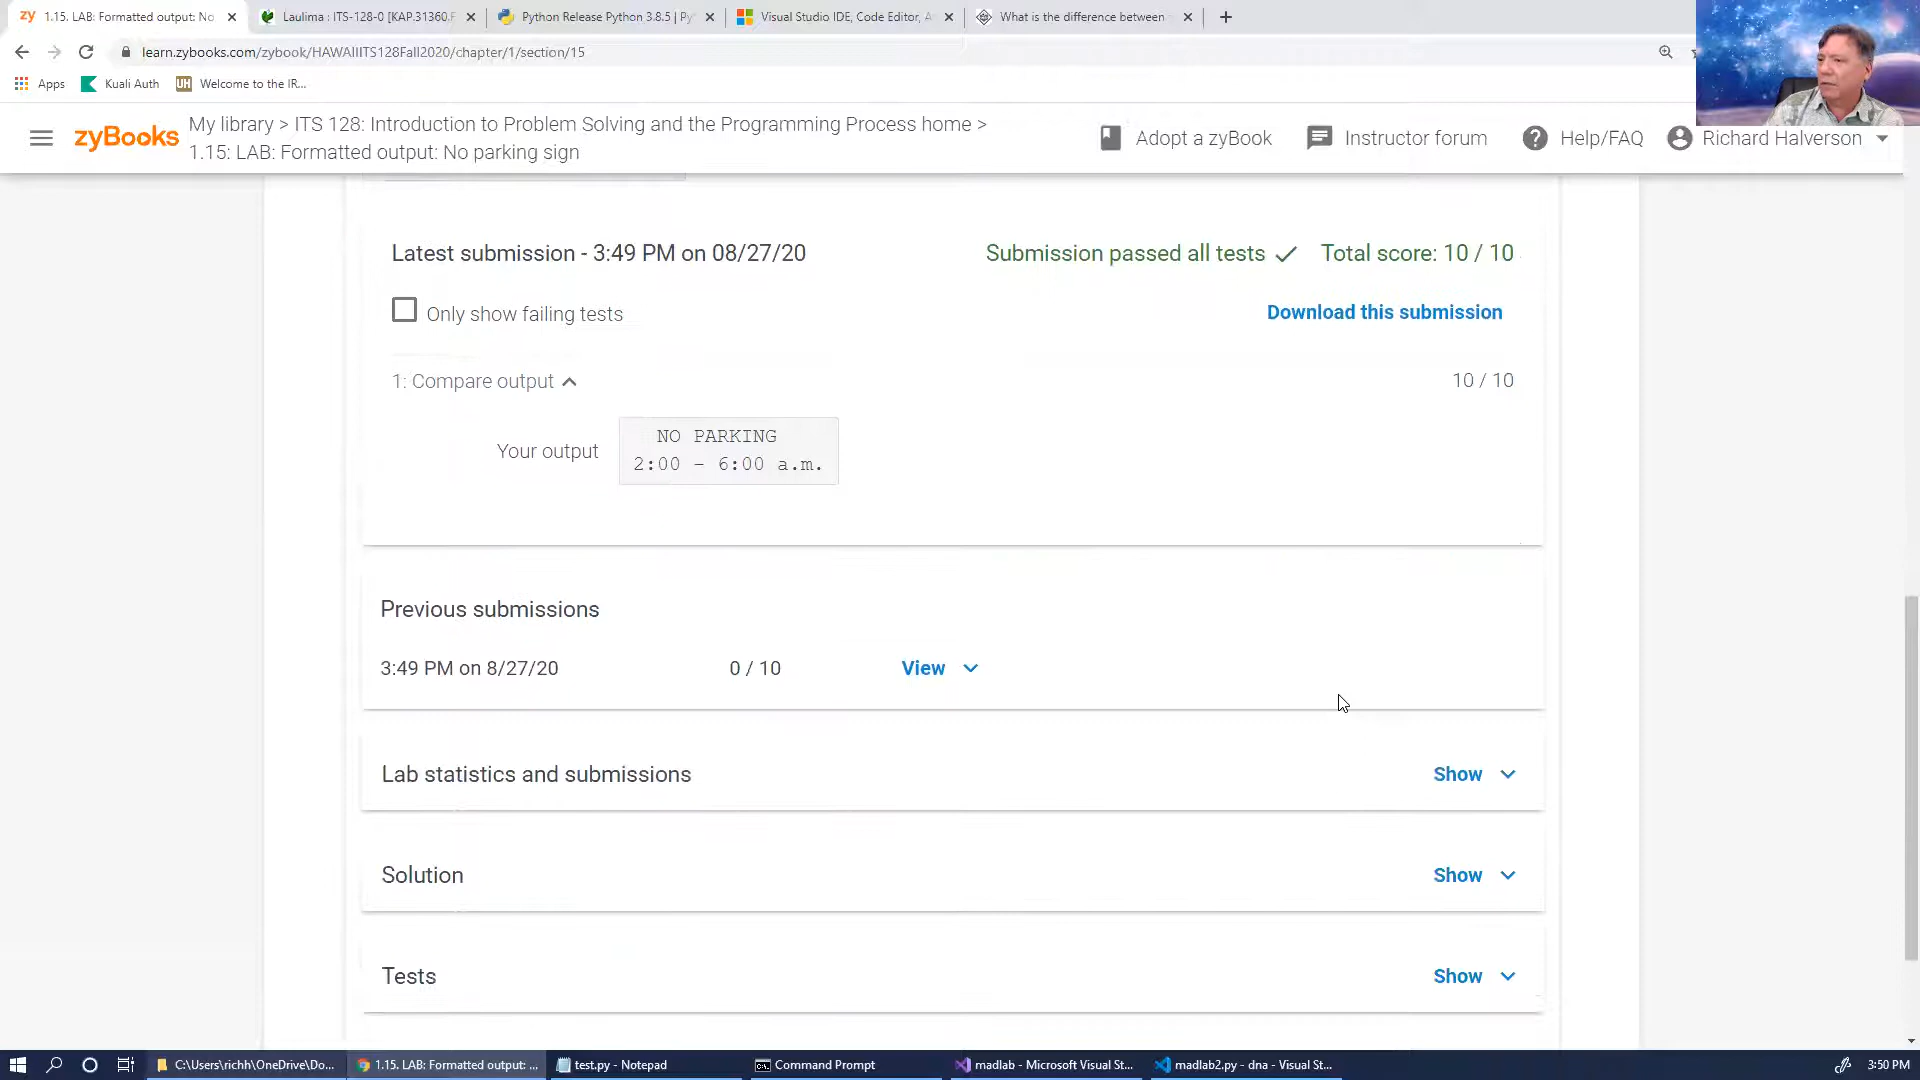 zy 1.15. LAB: Formatted output: No
Laulima : ITS-128-0 [KAP.31360.F
Python Release Python 3.8.5 | Py
Visual Studio IDE, Code Editor, A
What is the difference between
learn.zybooks.com/zybook/HAWAIIITS128Fall2020/chapter/1/section/15
Apps
Kuali Auth
UH Welcome to the IR...
zyBooks
My library > ITS 128: Introduction to Problem Solving and the Programming Process home >
1.15: LAB: Formatted output: No parking sign
Adopt a zyBook
Instructor forum
Help/FAQ
Richard Halverson
Latest submission - 3:49 PM on 08/27/20
Submission passed all tests
Total score: 10 / 10
Only show failing tests
Download this submission
1: Compare output
10 / 10
Your output
NO PARKING
2:00 - 6:00 a.m.
Previous submissions
3:49 PM on 8/27/20
0 / 10
View
Lab statistics and submissions
Show
Solution
Show
Tests
Show
C:\Users\richh\OneDrive\Do...
1.15. LAB: Formatted output: ...
test.py - Notepad
Command Prompt
madlab - Microsoft Visual St...
madlab2.py - dna - Visual St...
3:50 PM